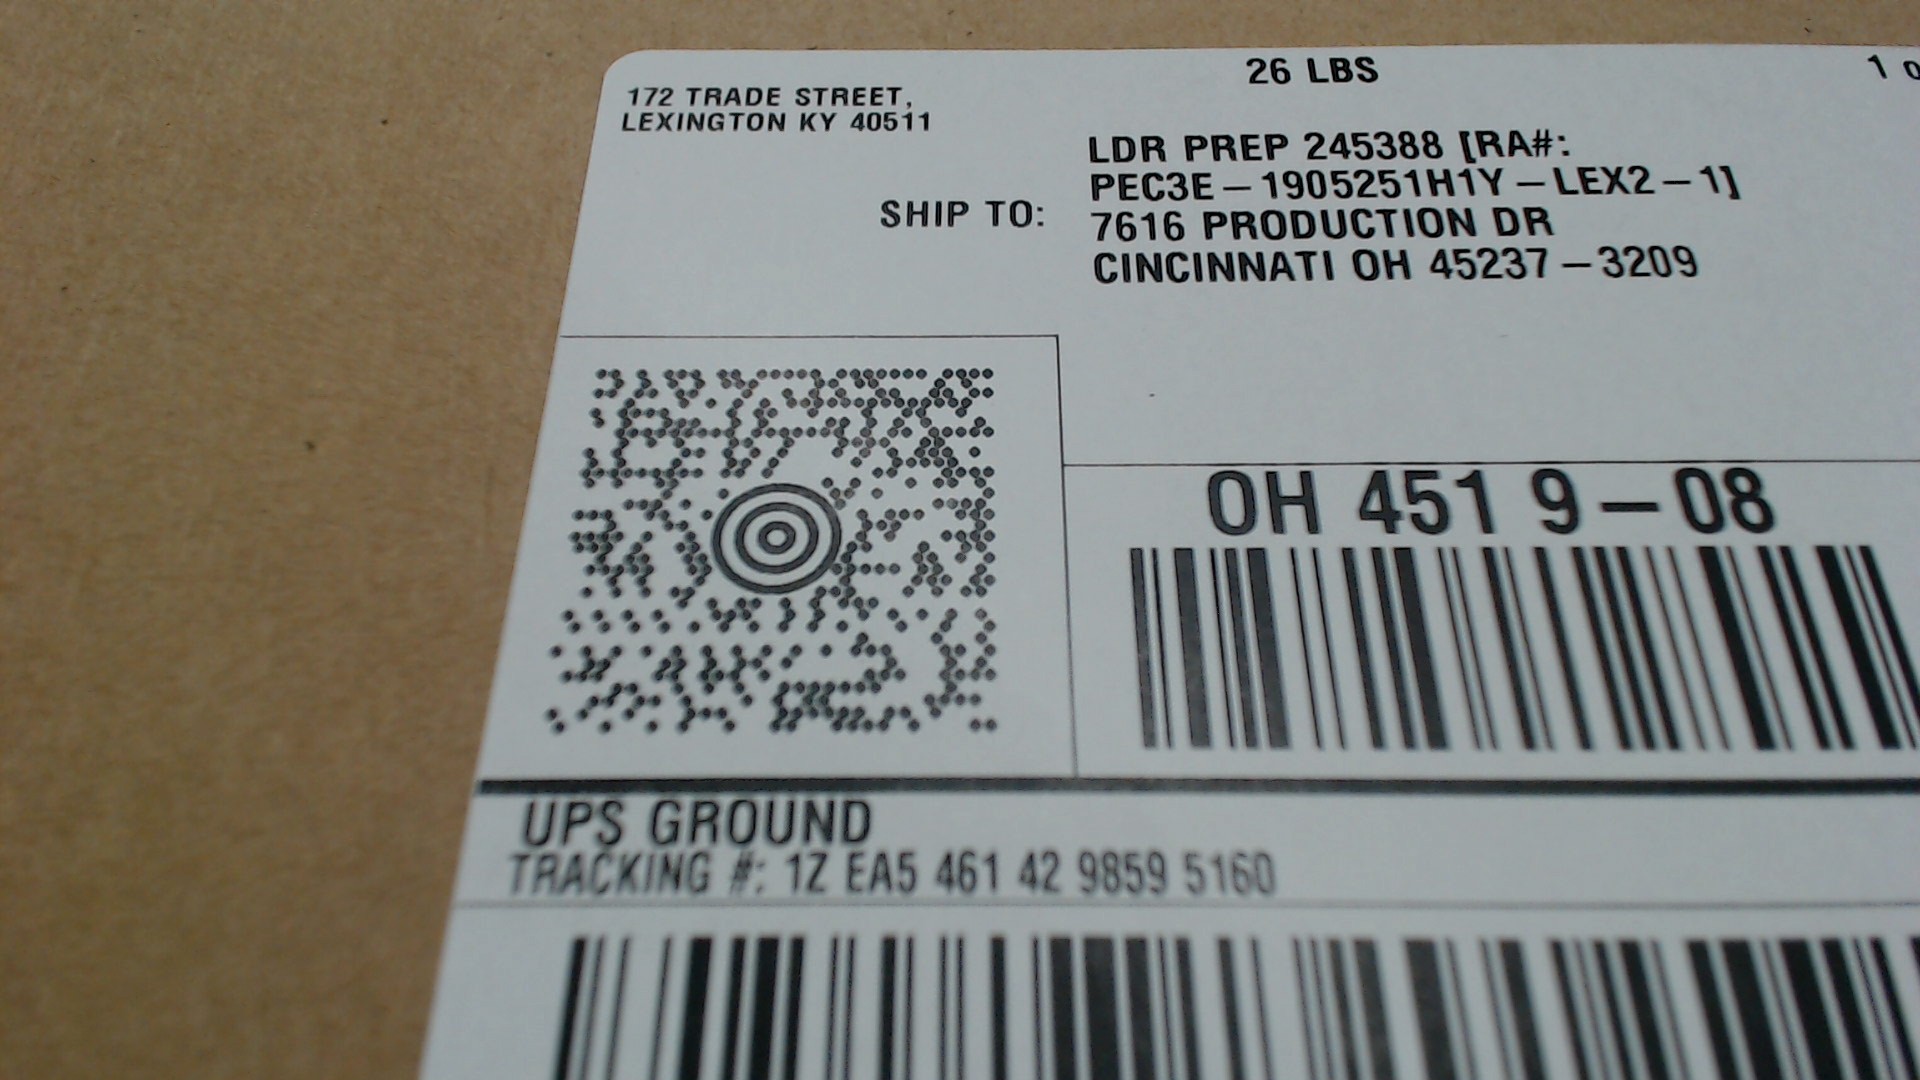 26 LBS
1 o
172 TRADE STREET,
LEXINGTON KY 40511
SHIP TO:
LDR PREP 245388 [RA#:
PEC3E-1905251H1Y-LEX2-1]
7616 PRODUCTION DR
CINCINNATI OH 45237-3209
OH 451 9-08
UPS GROUND
TRACKING #: 1Z EA5 461 42 9859 5160